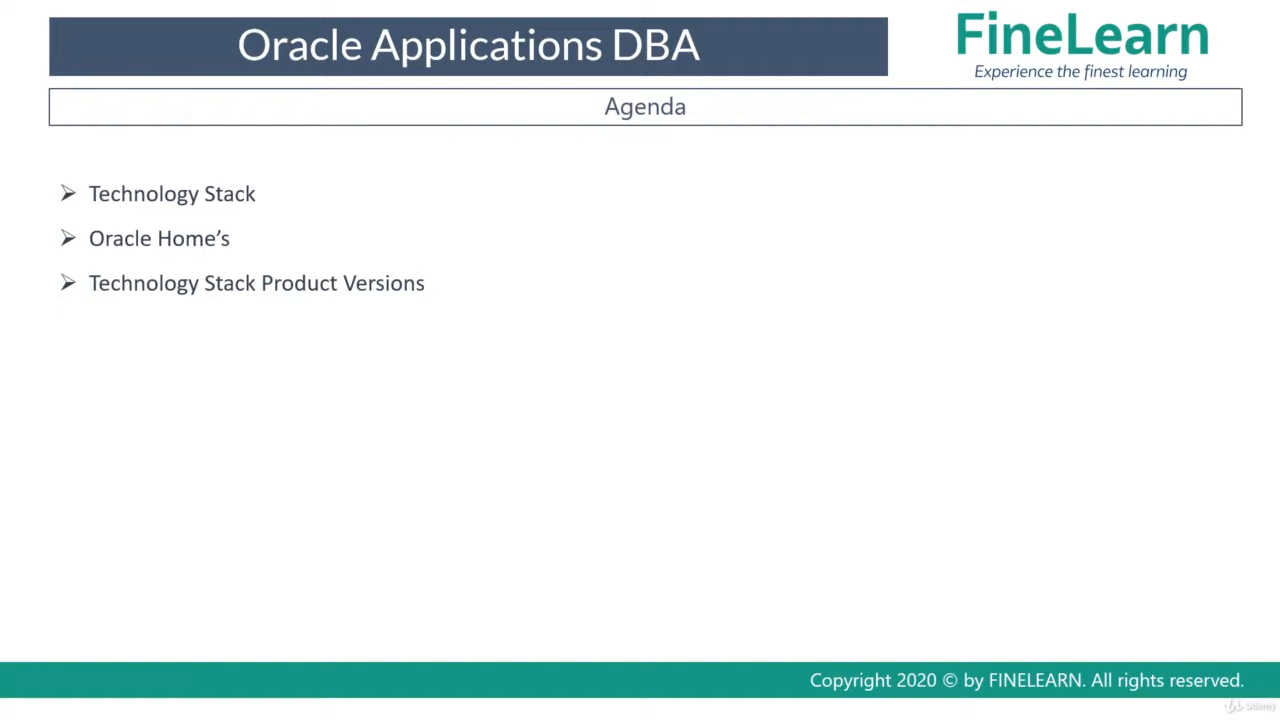 Oracle Applications DBA
FineLearn
Experience the finest learning
Agenda
Technology Stack
Oracle Home’s
Technology Stack Product Versions
Copyright 2020 © by FINELEARN. All rights reserved.
udemy